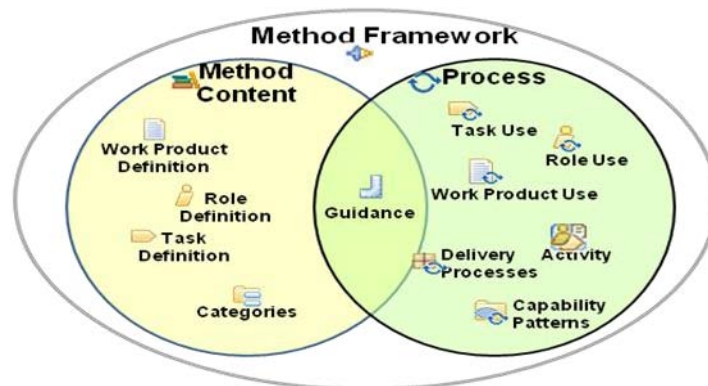 Method Framework
Method
Content
Work Product
Definition
Role
Definition
Task
Definition
Categories
Guidance
Process
Task Use
Role Use
Work Product Use
Delivery
Processes
Activity
Capability
Patterns